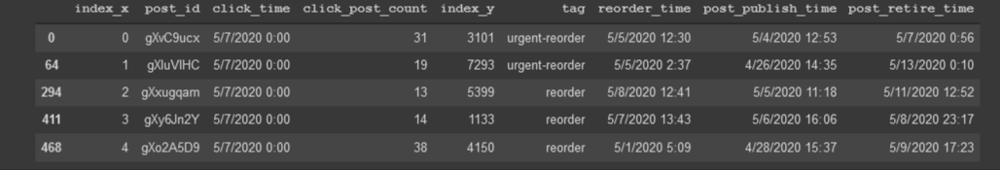 index_x post_id click_time click_post_count index_y tag reorder_time post_publish_time post_retire_time
0 0 gXvC9ucx 5/7/2020 0:00 31 3101 urgent-reorder 5/5/2020 12:30 5/4/2020 12:53 5/7/2020 0:56
64 1 gXluVIHC 5/7/2020 0:00 19 7293 urgent-reorder 5/5/2020 2:37 4/26/2020 14:35 5/13/2020 0:10
294 2 gXxugqam 5/7/2020 0:00 13 5399 reorder 5/8/2020 12:41 5/5/2020 11:18 5/11/2020 12:52
411 3 gXy6Jn2Y 5/7/2020 0:00 14 1133 reorder 5/7/2020 13:43 5/6/2020 16:06 5/8/2020 23:17
468 4 gXo2A5D9 5/7/2020 0:00 38 4150 reorder 5/1/2020 5:09 4/28/2020 15:37 5/9/2020 17:23